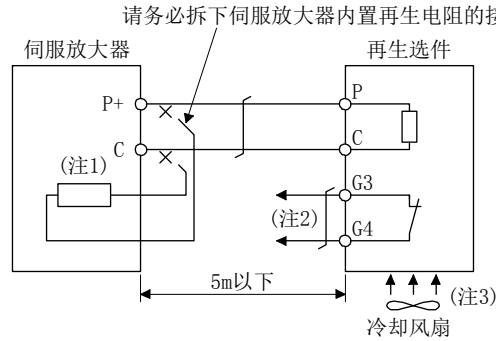 请务必拆下伺服放大器内置再生电阻的接
伺服放大器
再生选件
P+
P
C
C
(注1)
G3
(注2)
G4
5m以下
(注3)
冷却风扇